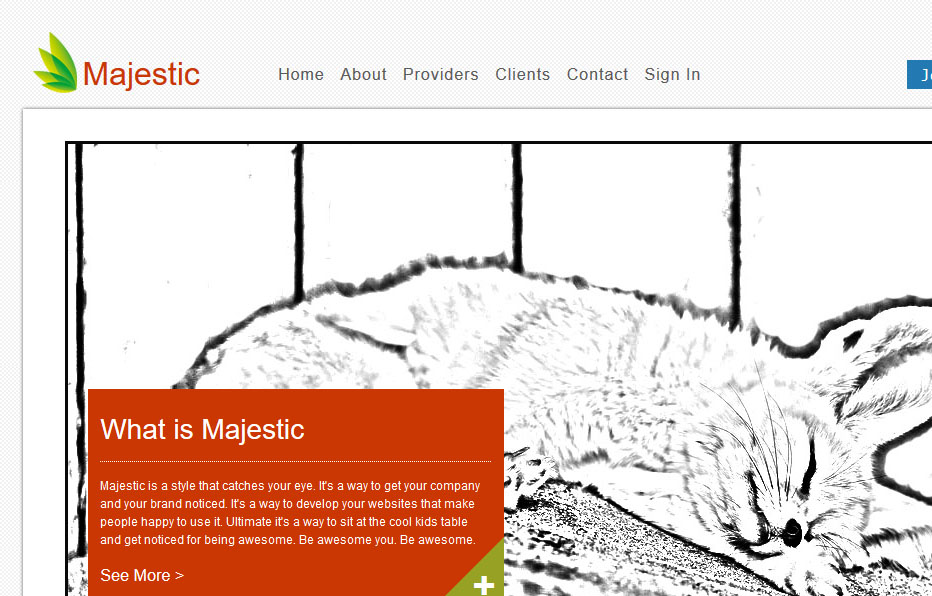 Majestic
Home About Providers Clients Contact Sign In
What is Majestic
Majestic is a style that catches your eye. It's a way to get your company
and your brand noticed. It's a way to develop your websites that make
people happy to use it. Ultimate it's a way to sit at the cool kids table
and get noticed for being awesome. Be awesome you. Be awesome.
See More >
+